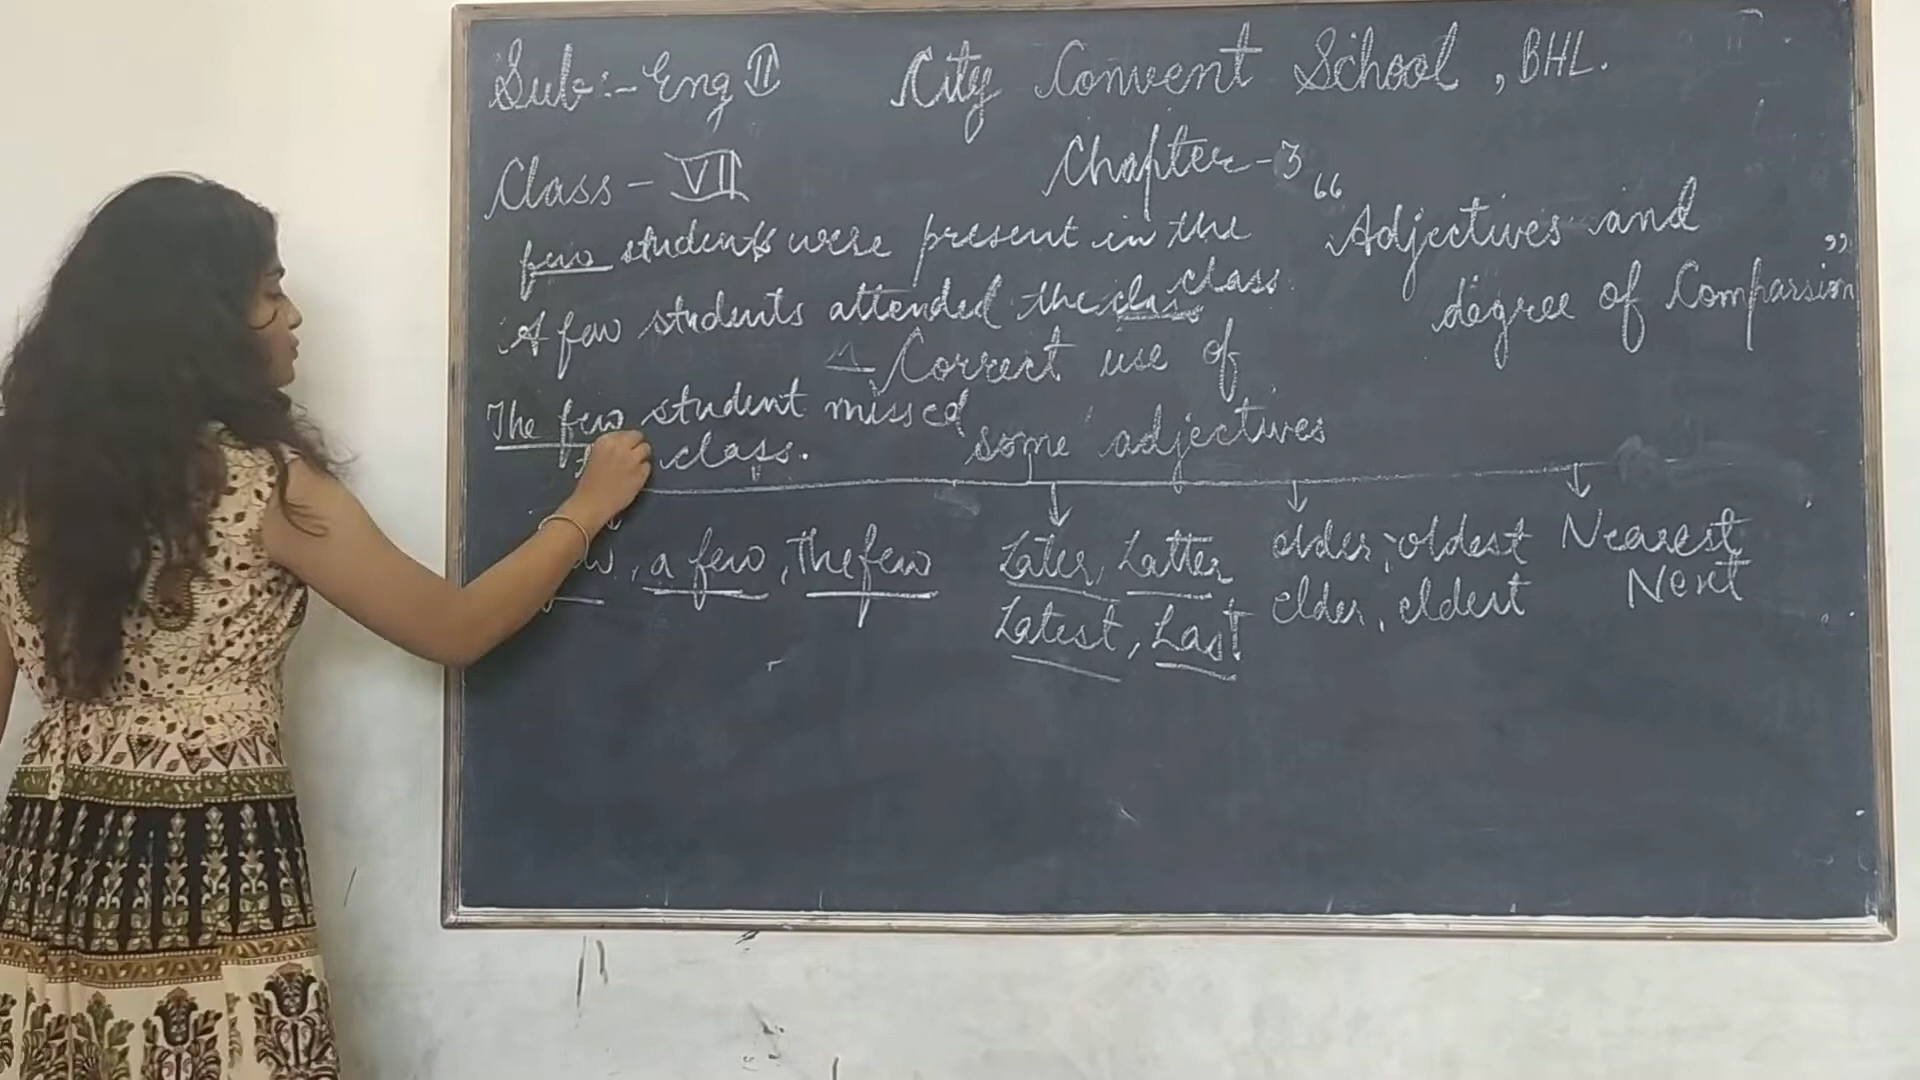 Sub:- Eng II
City Convent School, BHL.
Class - VII
Chapter-3
"Adjectives and
degree of Comparsion"
few students were present in the
class.
A few students attended the clas
The few student missed
class.
Correct use of
some adjectives
, a few, The few
Later, Latter
Latest, Last
older, oldest
elder, eldest
Nearest
Next